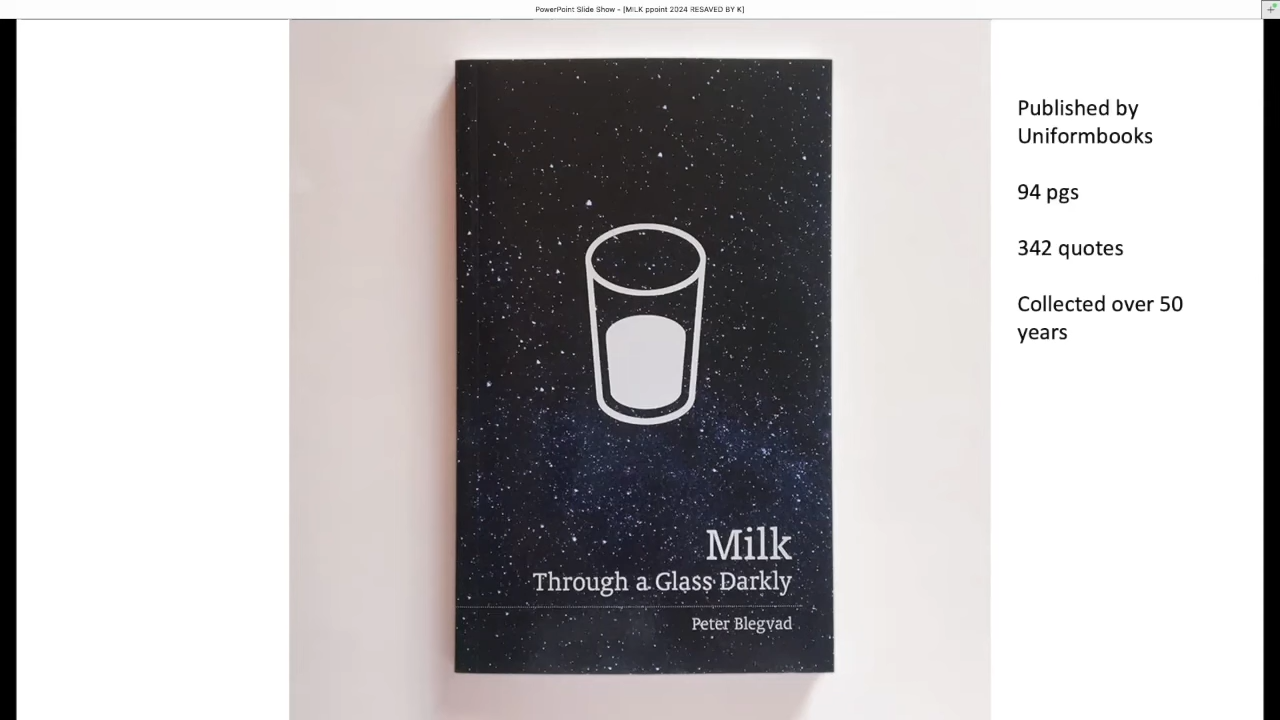 PowerPoint Slide Show - [MILK ppoint 2024 RESAVED BY K]
Published by
Uniformbooks
94 pgs
342 quotes
Collected over 50
years
Milk
Through a Glass Darkly
Peter Blegvad